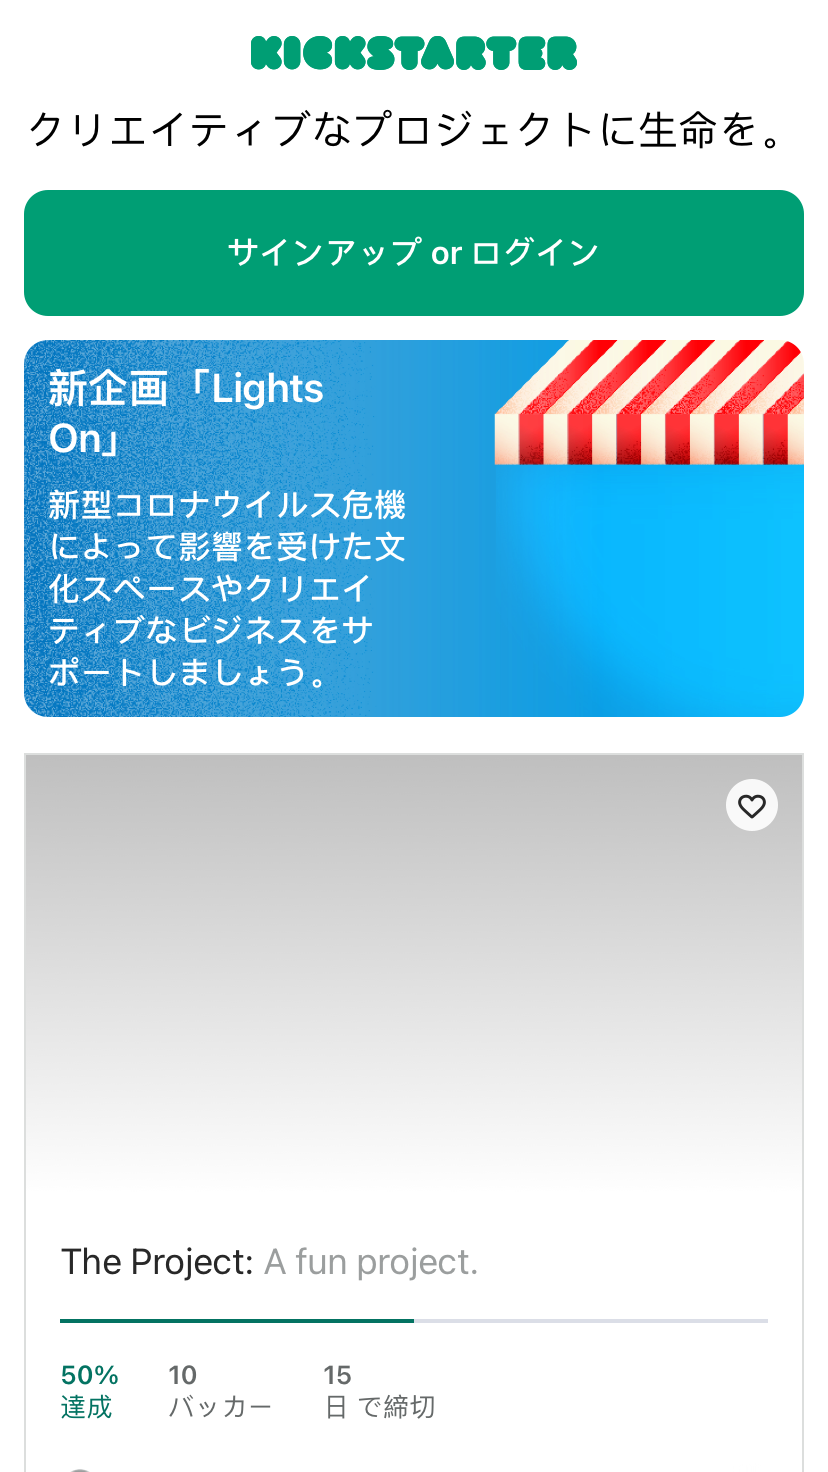 KICKSTARTER
クリエイティブなプロジェクトに生命を。
サインアップ or ログイン
新企画「Lights
On」
新型コロナウイルス危機
によって影響を受けた文
化スペースやクリエイ
ティブなビジネスをサ
ポートしましょう。
The Project: A fun project.
50% 10 15
達成 バッカー 日 で締切